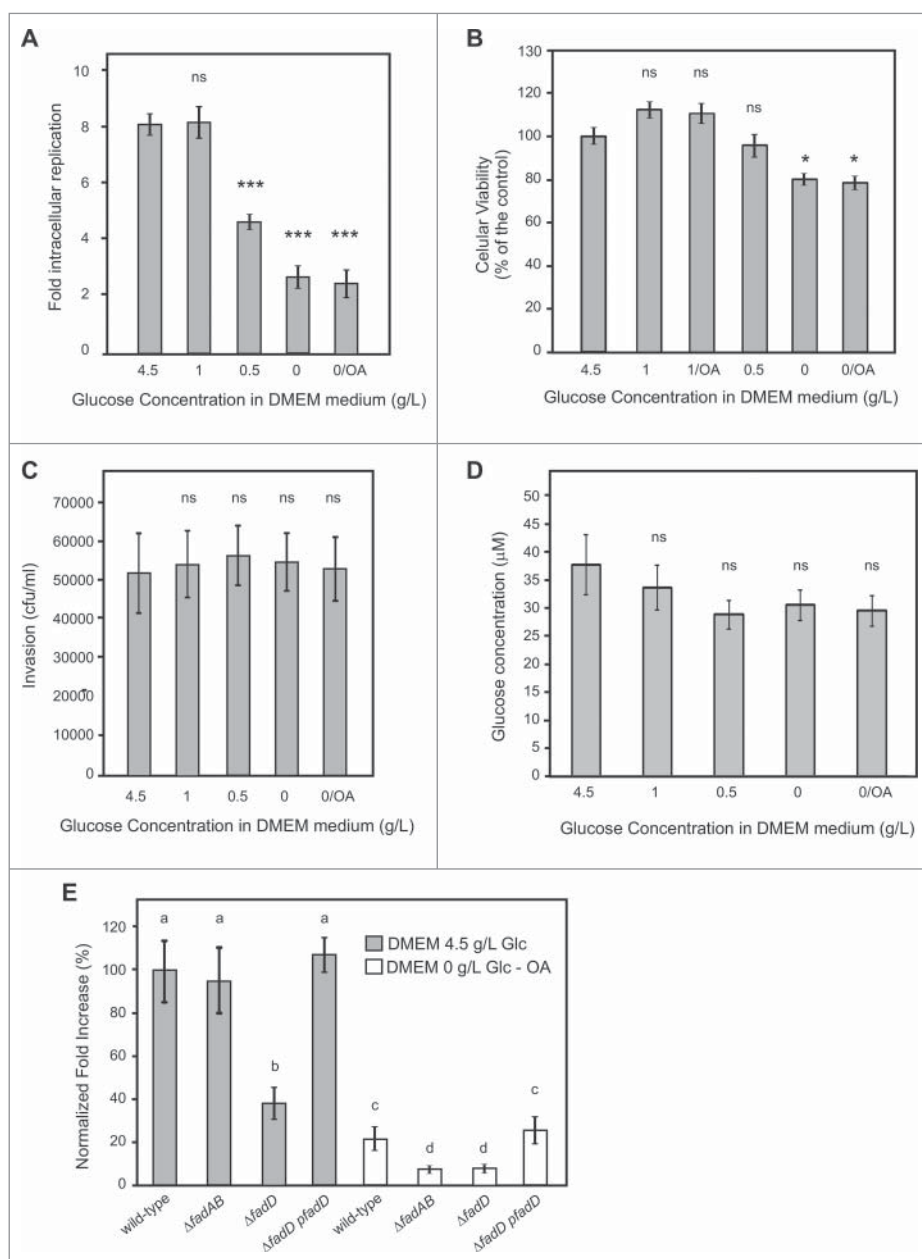 A
Fold intracellular replication
10
8
6
4
2
0
ns
***
***
***
4.5 1 0.5 0 0/OA
Glucose Concentration in DMEM medium (g/L)
B
Celular Viability
(% of the control)
130
120
100
80
60
40
20
0
ns
ns
ns
*
*
4.5 1 1/OA 0.5 0 0/OA
Glucose Concentration in DMEM medium (g/L)
C
Invasion (cfu/ml)
70000
60000
50000
40000
30000
20000
10000
0
ns ns ns ns
4.5 1 0.5 0 0/OA
Glucose Concentration in DMEM medium (g/L)
D
Glucose concentration (µM)
50
45
40
35
30
25
20
15
10
5
0
ns
ns ns ns
4.5 1 0.5 0 0/OA
Glucose Concentration in DMEM medium (g/L)
E
Normalized Fold Increase (%)
120
100
80
60
40
20
0
a a b a c d d c
DMEM 4.5 g/L Glc
DMEM 0 g/L Glc - OA
wild-type ΔfadAB ΔfadD ΔfadD pfadD wild-type ΔfadAB ΔfadD ΔfadD pfadD